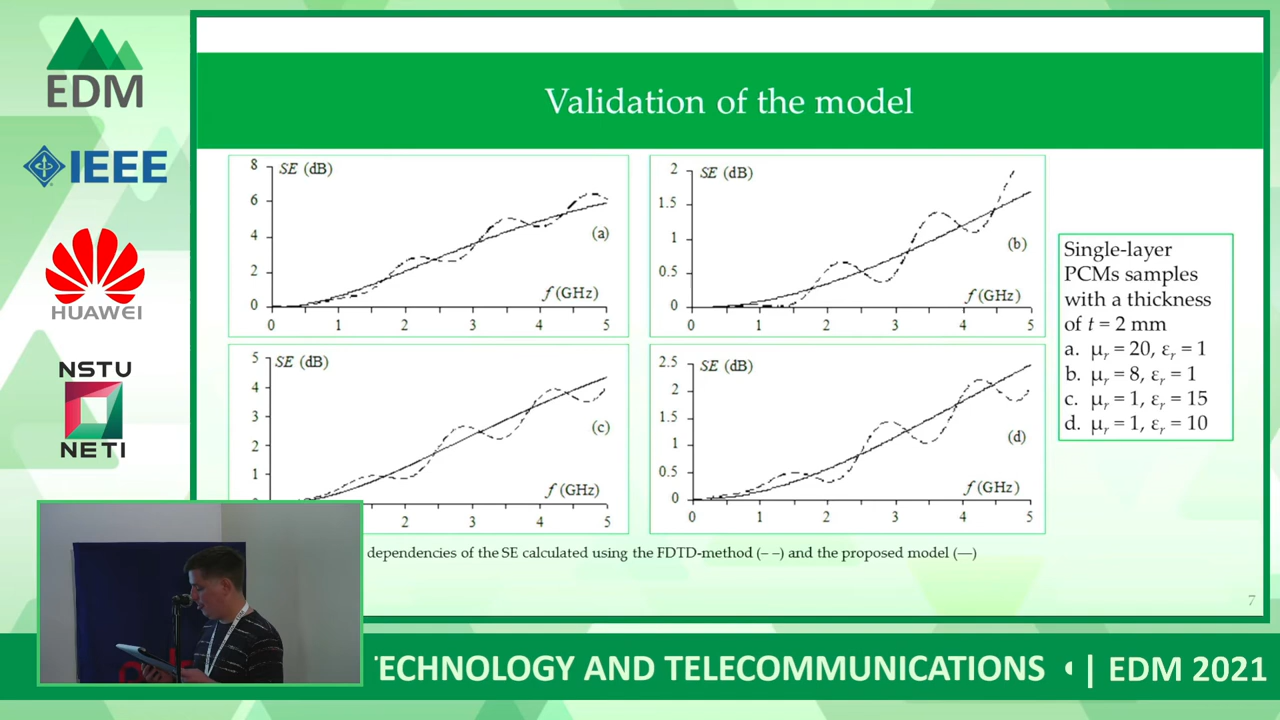 EDM
IEEE
HUAWEI
NSTU
NETI
Validation of the model
8
6
4
2
0
SE (dB)
(a)
f (GHz)
0 1 2 3 4 5
2
1.5
1
0.5
0
SE (dB)
(b)
f (GHz)
0 1 2 3 4 5
5
4
3
2
1
SE (dB)
(c)
f (GHz)
2 3 4 5
2.5
2
1.5
1
0.5
0
SE (dB)
(d)
f (GHz)
0 1 2 3 4 5
Single-layer
PCMs samples
with a thickness
of t = 2 mm
a. μr = 20, εr = 1
b. μr = 8, εr = 1
c. μr = 1, εr = 15
d. μr = 1, εr = 10
dependencies of the SE calculated using the FDTD-method (– –) and the proposed model (—)
7
ECHNOLOGY AND TELECOMMUNICATIONS
| EDM 2021